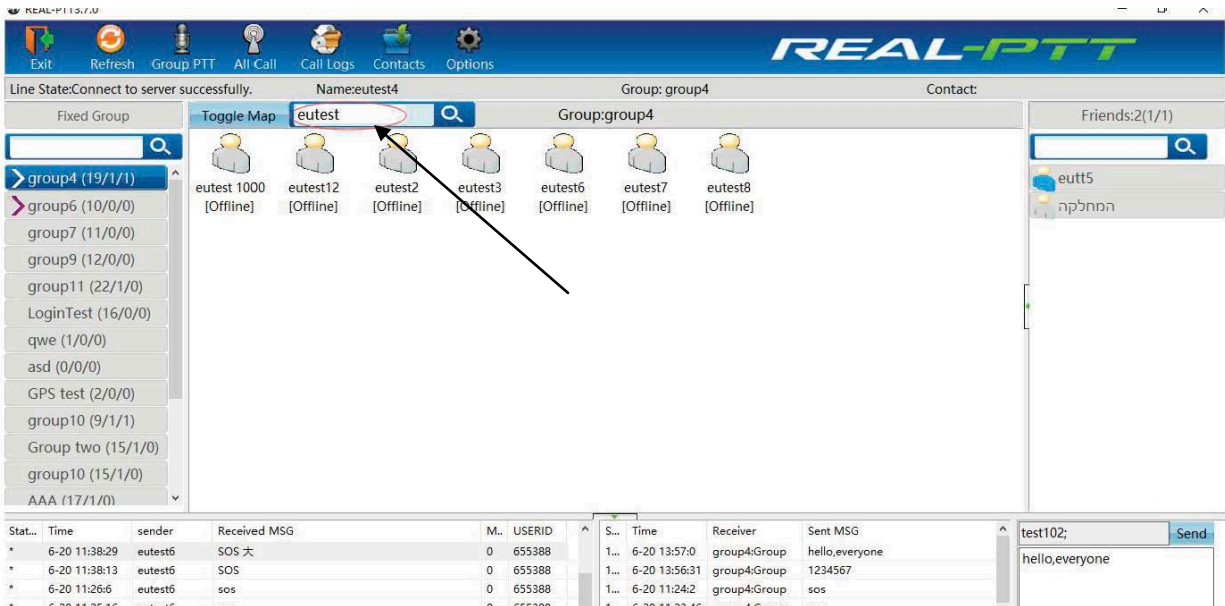 REAL-PTT3.7.0
Exit Refresh Group PTT All Call Call Logs Contacts Options
REAL-PTT
Line State:Connect to server successfully. Name:eutest4 Group: group4 Contact:
Fixed Group
Toggle Map eutest Group:group4
Friends:2(1/1)
group4 (19/1/1)
group6 (10/0/0)
group7 (11/0/0)
group9 (12/0/0)
group11 (22/1/0)
LoginTest (16/0/0)
qwe (1/0/0)
asd (0/0/0)
GPS test (2/0/0)
group10 (9/1/1)
Group two (15/1/0)
group10 (15/1/0)
AAA (17/1/0)
eutest 1000 eutest12 eutest2 eutest3 eutest6 eutest7 eutest8
[Offline] [Offline] [Offline] [Offline] [Offline] [Offline] [Offline]
eutt5
המחלקה
Stat... Time sender Received MSG M.. USERID
* 6-20 11:38:29 eutest6 SOS 大 0 655388
* 6-20 11:38:13 eutest6 SOS 0 655388
* 6-20 11:26:6 eutest6 sos 0 655388
S... Time Receiver Sent MSG
1... 6-20 13:57:0 group4:Group hello,everyone
1... 6-20 13:56:31 group4:Group 1234567
1... 6-20 11:24:2 group4:Group sos
test102; Send
hello,everyone